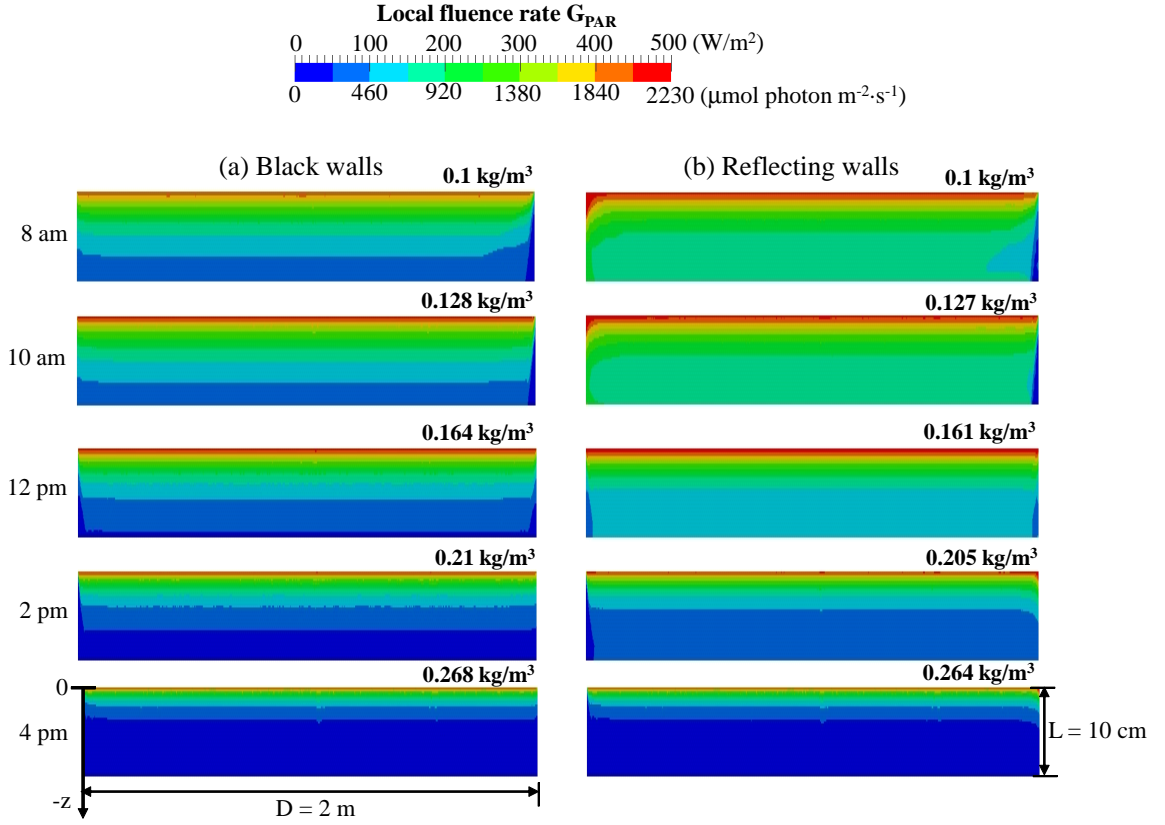 Local fluence rate G_PAR
0 100 200 300 400 500 (W/m²)
0 460 920 1380 1840 2230 (μmol photon m⁻²·s⁻¹)
(a) Black walls (b) Reflecting walls
0.1 kg/m³ 0.1 kg/m³
8 am
0.128 kg/m³ 0.127 kg/m³
10 am
0.164 kg/m³ 0.161 kg/m³
12 pm
0.21 kg/m³ 0.205 kg/m³
2 pm
0.268 kg/m³ 0.264 kg/m³
0
4 pm L = 10 cm
-z
D = 2 m